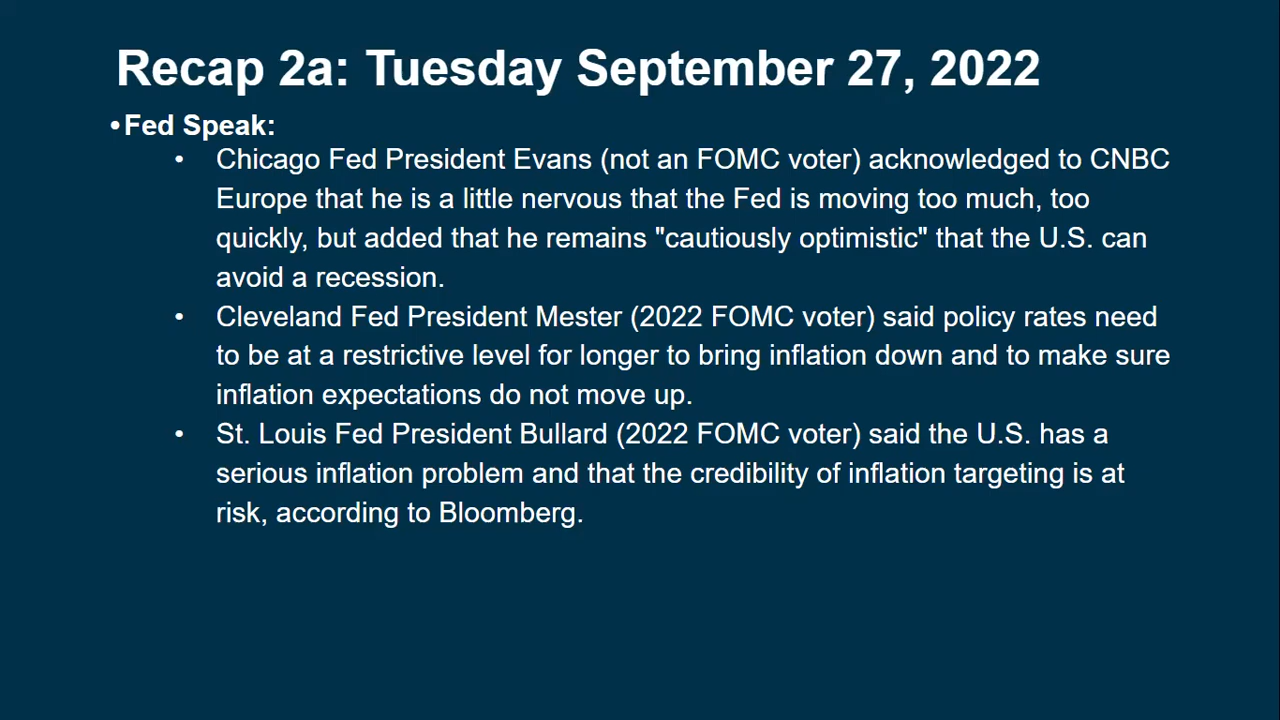 Recap 2a: Tuesday September 27, 2022
•Fed Speak:
• Chicago Fed President Evans (not an FOMC voter) acknowledged to CNBC
Europe that he is a little nervous that the Fed is moving too much, too
quickly, but added that he remains "cautiously optimistic" that the U.S. can
avoid a recession.
• Cleveland Fed President Mester (2022 FOMC voter) said policy rates need
to be at a restrictive level for longer to bring inflation down and to make sure
inflation expectations do not move up.
• St. Louis Fed President Bullard (2022 FOMC voter) said the U.S. has a
serious inflation problem and that the credibility of inflation targeting is at
risk, according to Bloomberg.